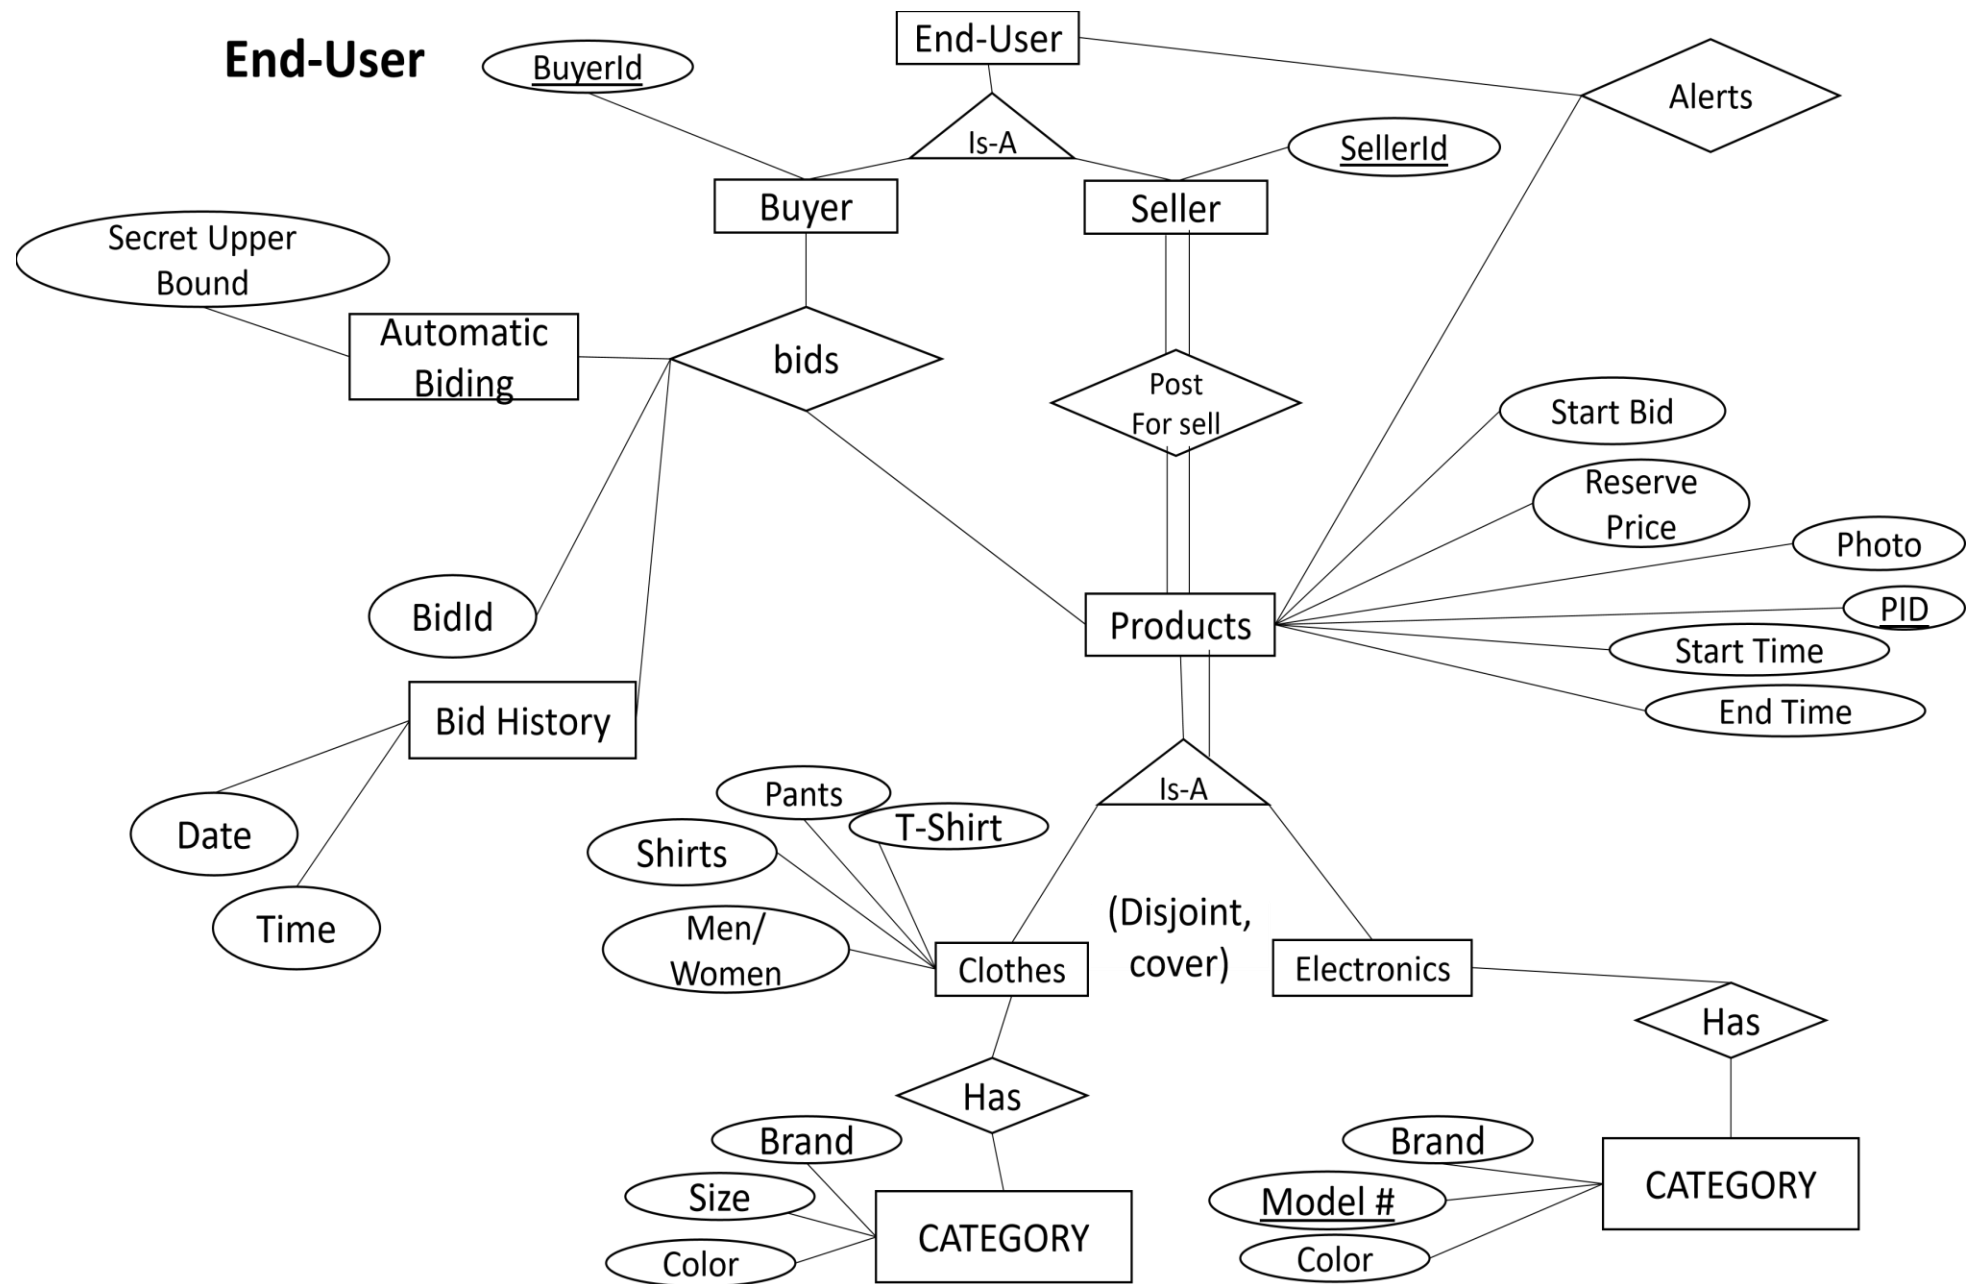 End-User
BuyerId
End-User
Alerts
Is-A
SellerId
Buyer
Seller
Secret Upper
Bound
Automatic
Biding
bids
Post
For sell
Start Bid
Reserve
Price
Photo
PID
BidId
Products
Start Time
End Time
Bid History
Is-A
Pants
T-Shirt
Shirts
Date
Time
Men/
Women
(Disjoint,
cover)
Clothes
Electronics
Has
Has
Brand
Size
Color
CATEGORY
Brand
Model #
Color
CATEGORY